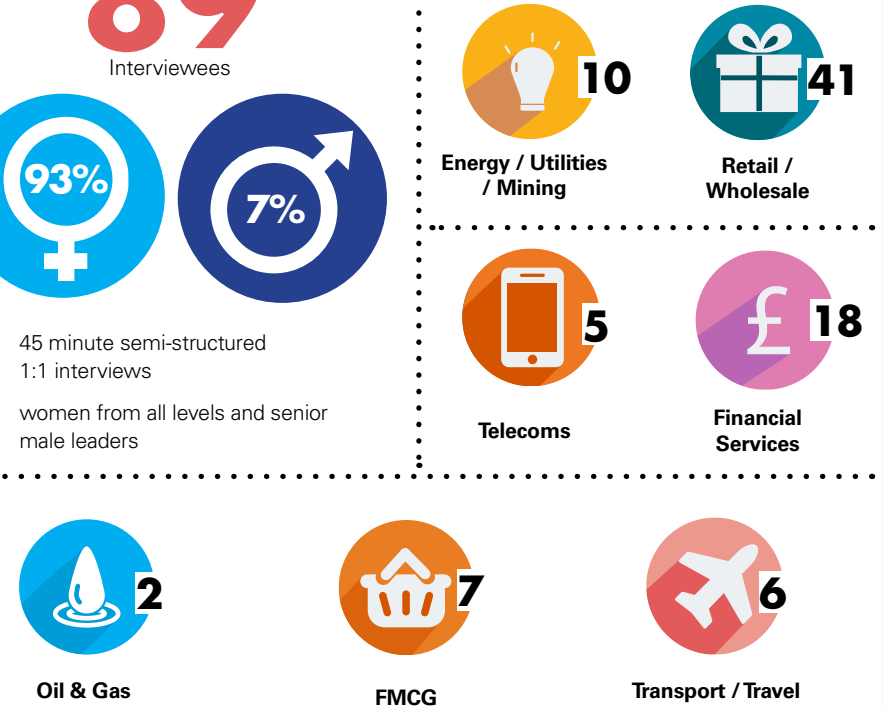 89
Interviewees
93%
7%
45 minute semi-structured
1:1 interviews
women from all levels and senior
male leaders
10
Energy / Utilities
/ Mining
41
Retail /
Wholesale
5
Telecoms
£
18
Financial
Services
2
Oil & Gas
7
FMCG
6
Transport / Travel